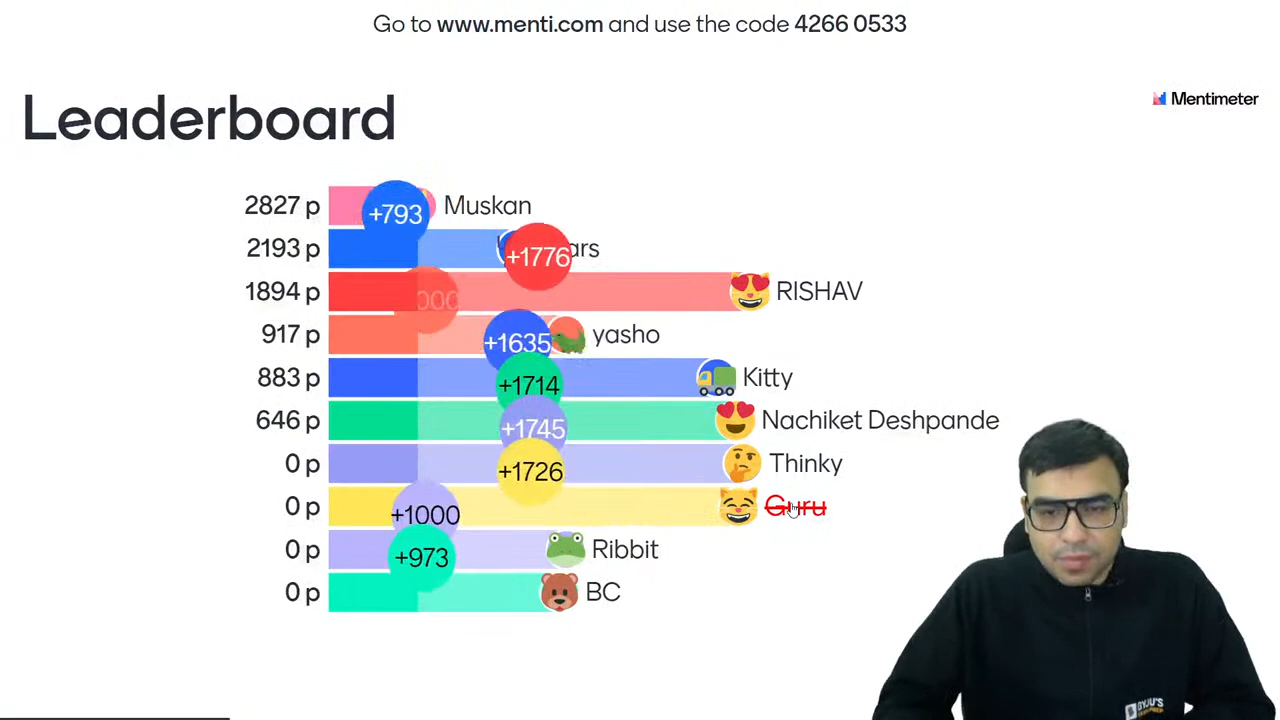 Go to www.menti.com and use the code 4266 0533
Leaderboard
Mentimeter
2827 p +793 Muskan
2193 p +1776
1894 p RISHAV
917 p +1635 yasho
883 p +1714 Kitty
646 p +1745 Nachiket Deshpande
0 p +1726 Thinky
0 p +1000 Guru
0 p +973 Ribbit
0 p BC
BYJU'S